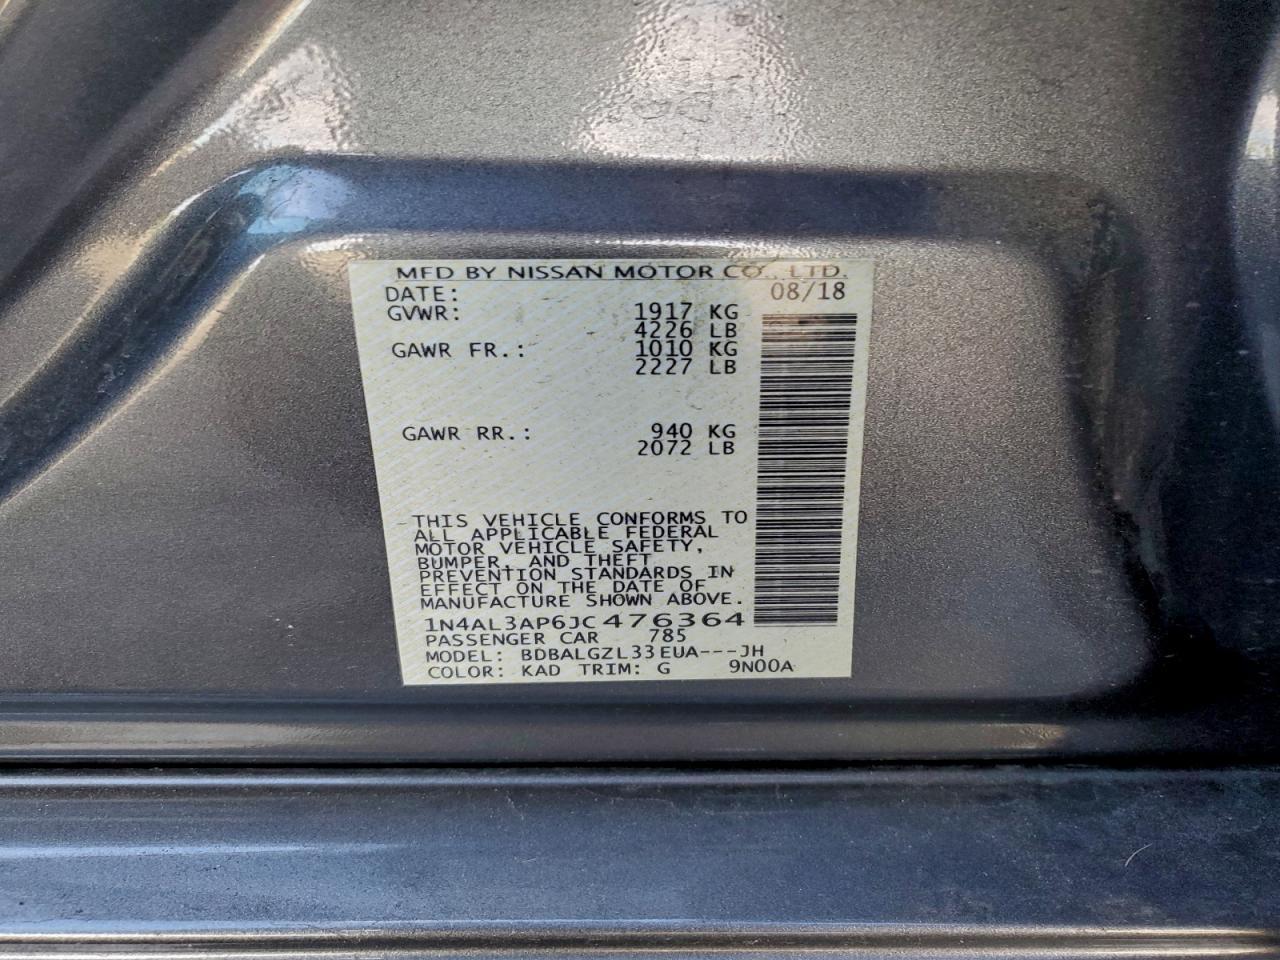 MFD BY NISSAN MOTOR CO., LTD.
DATE: 08/18
GVWR: 1917 KG
4226 LB
GAWR FR.: 1010 KG
2227 LB
GAWR RR.: 940 KG
2072 LB
THIS VEHICLE CONFORMS TO
ALL APPLICABLE FEDERAL
MOTOR VEHICLE SAFETY,
BUMPER, AND THEFT
PREVENTION STANDARDS IN
EFFECT ON THE DATE OF
MANUFACTURE SHOWN ABOVE.
1N4AL3AP6JC476364
PASSENGER CAR 785
MODEL: BDBALGZL33EUA---JH
COLOR: KAD TRIM: G 9N00A